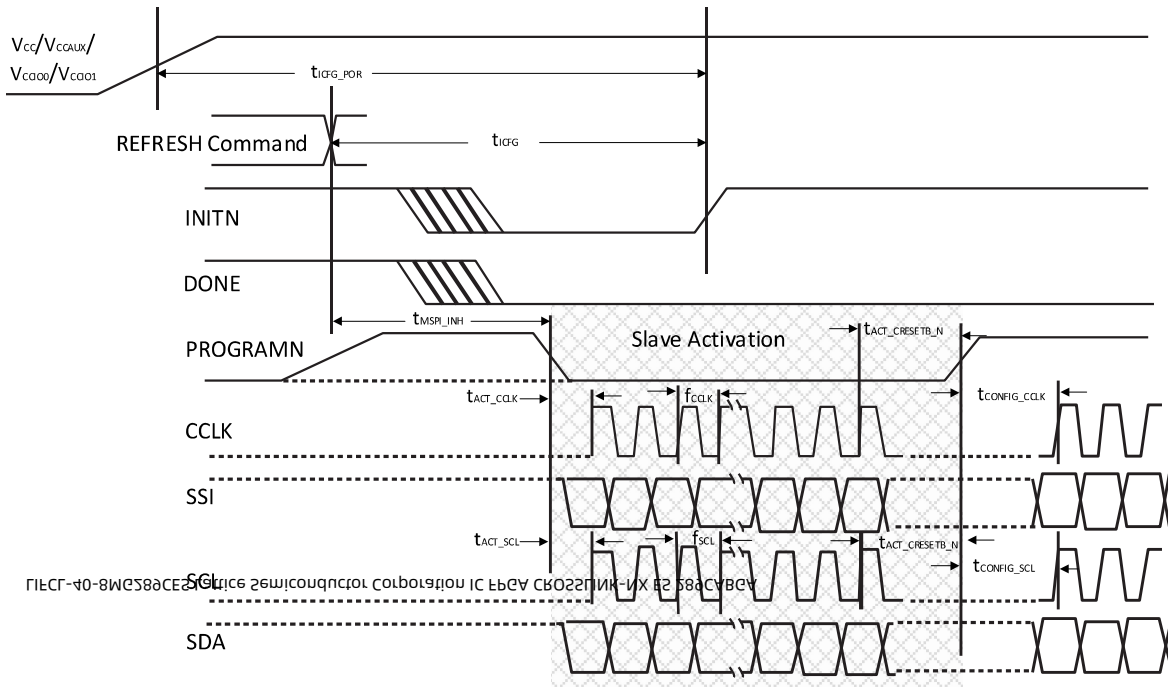 VCC/VCCAUX/
VCCIO0/VCCIO1
tICFG_POR
REFRESH Command
tICFG
INITN
DONE
tMSPI_INH
Slave Activation
tACT_CRESETB_N
PROGRAMN
tACT_CCLK
fCCLK
tCONFIG_CCLK
CCLK
SSI
tACT_SCL
fSCL
tACT_CRESETB_N
tCONFIG_SCL
SCL
LIFCL-40-8MG289CES Lattice Semiconductor Corporation IC FPGA CROSSLINK-NX ES 289CABGA
SDA